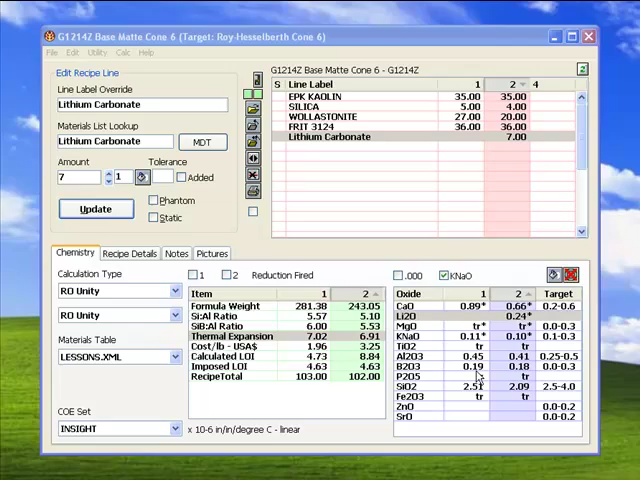 G1214Z Base Matte Cone 6 (Target: Roy-Hesselberth Cone 6)
File Edit Utility Calc Help
Edit Recipe Line
Line Label Override
Lithium Carbonate
Materials List Lookup
Lithium Carbonate MDT
Amount Tolerance
7 1 Added
Update Phantom
Static
G1214Z Base Matte Cone 6 - G1214Z 2
S Line Label 1 2 4
EPK KAOLIN 35.00 35.00
SILICA 5.00 4.00
WOLLASTONITE 27.00 20.00
FRIT 3124 36.00 36.00
Lithium Carbonate 7.00
Chemistry Recipe Details Notes Pictures
Calculation Type
RO Unity
RO Unity
Materials Table
LESSONS.XML
COE Set
INSIGHT x 10-6 in/in/degree C - linear
1 2 Reduction Fired
Item 1 2
Formula Weight 281.38 243.05
Si:Al Ratio 5.57 5.10
SiB:Al Ratio 6.00 5.53
Thermal Expansion 7.02 6.91
Cost/lb - USA$ 1.96 3.25
Calculated LOI 4.73 8.84
Imposed LOI 4.63 4.63
RecipeTotal 103.00 102.00
.000 KNaO
Oxide 1 2 Target
CaO 0.89* 0.66* 0.2-0.6
Li2O 0.24*
MgO tr* tr* 0.0-0.3
KNaO 0.11* 0.10* 0.1-0.3
TiO2 tr tr
Al2O3 0.45 0.41 0.25-0.5
B2O3 0.19 0.18 0.0-0.3
P2O5 tr
SiO2 2.51 2.09 2.5-4.0
Fe2O3 tr tr
ZnO 0.0-0.2
SrO 0.0-0.2